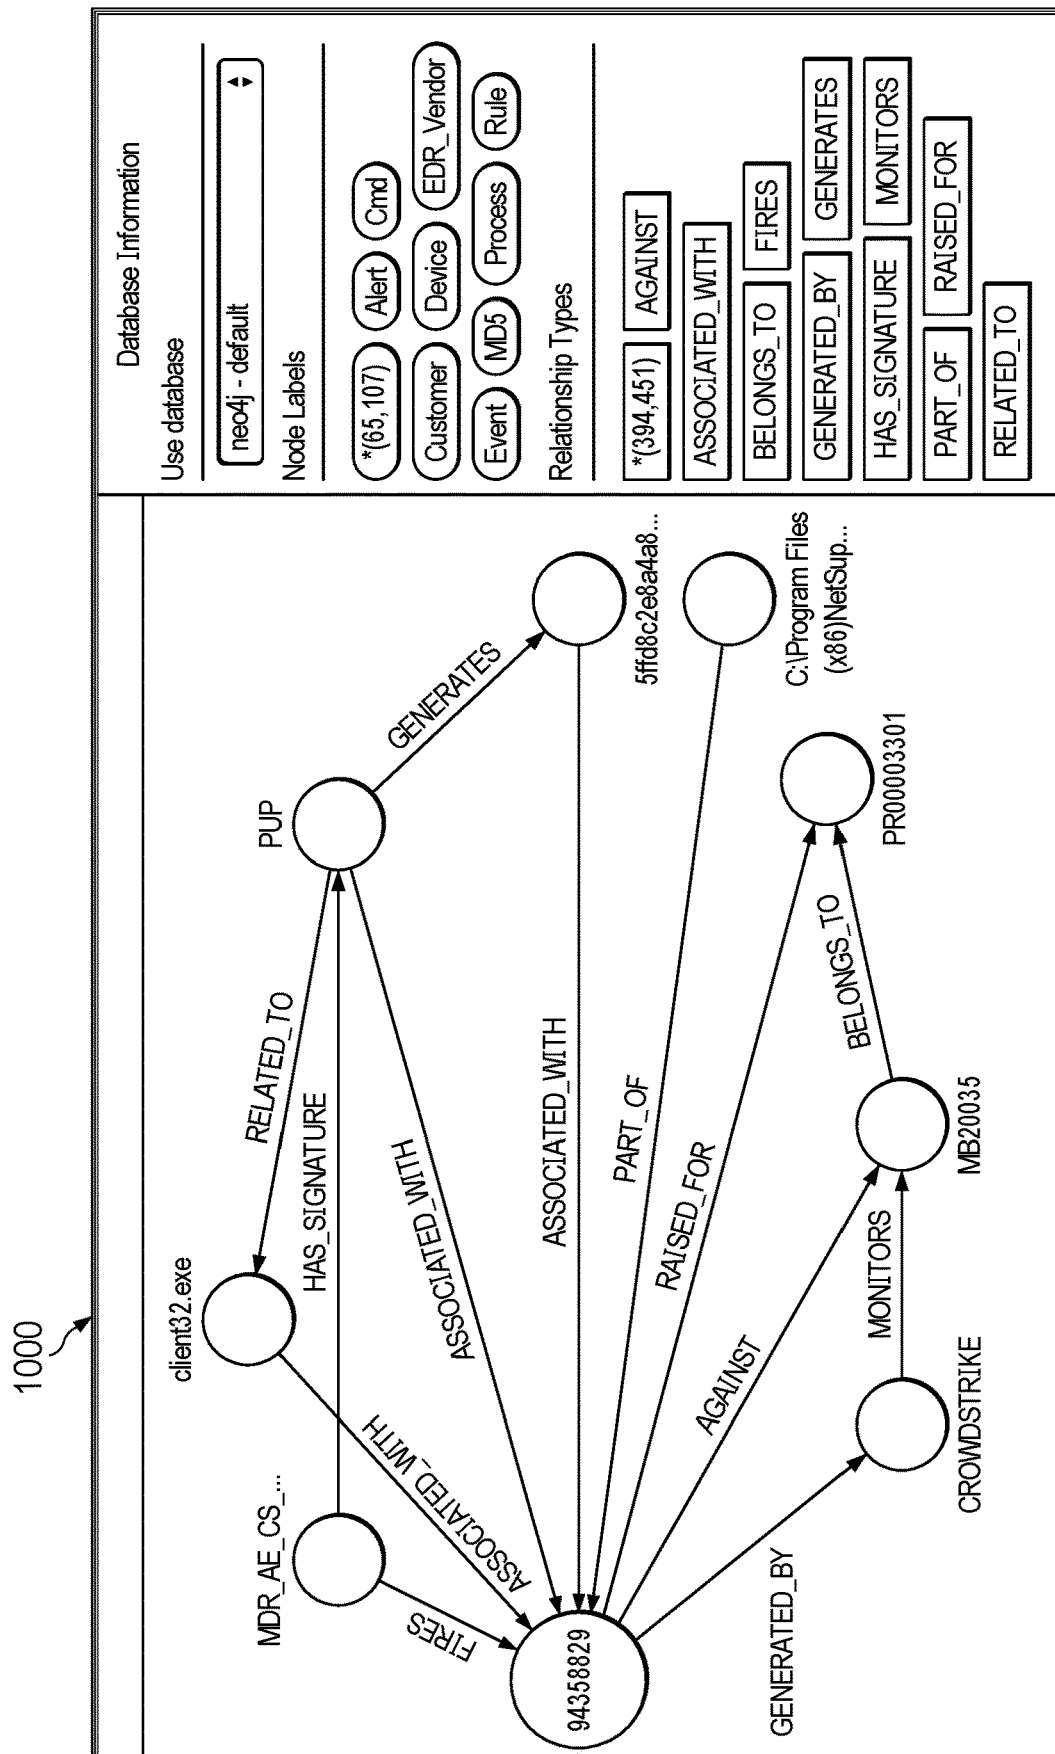 1000
Database Information
Use database
neo4j - default
Node Labels
*(65,107) Alert Cmd
Customer Device EDR_Vendor
Event MD5 Process Rule
Relationship Types
*(394,451) AGAINST
ASSOCIATED_WITH
BELONGS_TO FIRES
GENERATED_BY GENERATES
HAS_SIGNATURE MONITORS
PART_OF RAISED_FOR
RELATED_TO
client32.exe
RELATED_TO
PUP
MDR_AE_CS_...
HAS_SIGNATURE
GENERATES
ASSOCIATED_WITH
ASSOCIATED_WITH
FIRES
94358829
ASSOCIATED_WITH
5ffd8c2e8a4a8...
PART_OF
C:\Program Files
(x86)NetSup...
RAISED_FOR
PR00003301
AGAINST
BELONGS_TO
GENERATED_BY
MONITORS
MB20035
CROWDSTRIKE